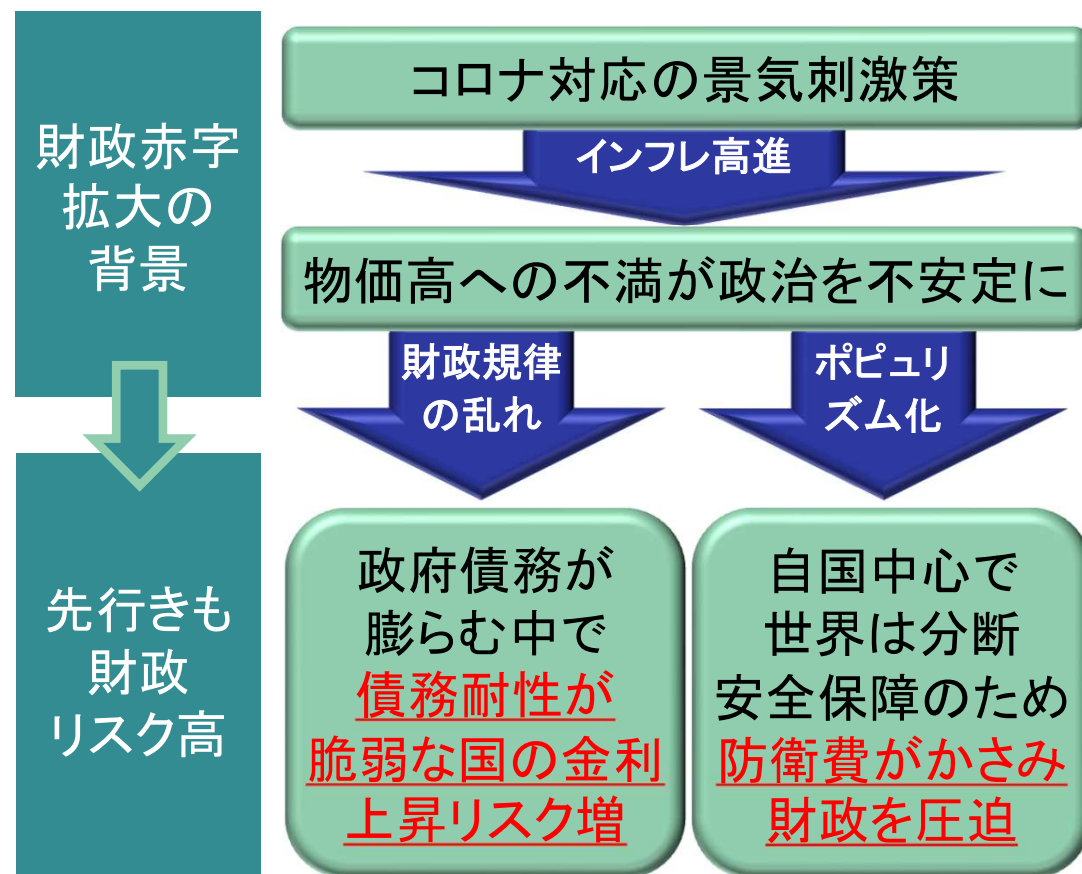 財政赤字
拡大の
背景
先行きも
財政
リスク高
コロナ対応の景気刺激策
インフレ高進
物価高への不満が政治を不安定に
財政規律
の乱れ
ポピュリ
ズム化
政府債務が
膨らむ中で
債務耐性が
脆弱な国の金利
上昇リスク増
自国中心で
世界は分断
安全保障のため
防衛費がかさみ
財政を圧迫